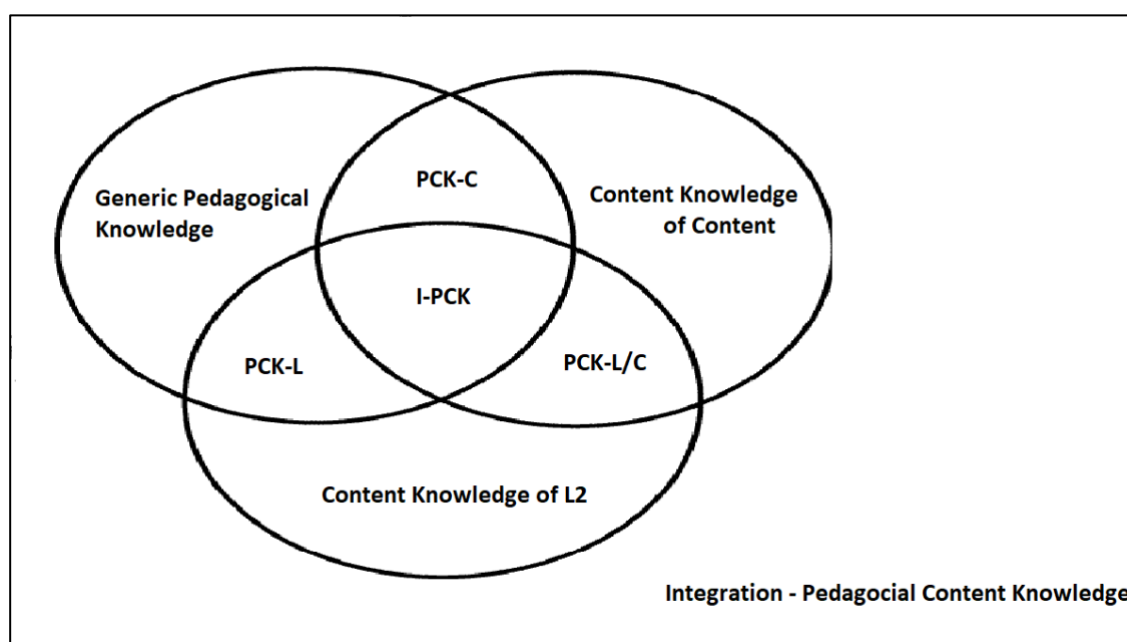 PCK-C
Generic Pedagogical
Knowledge
Content Knowledge
of Content
I-PCK
PCK-L
PCK-L/C
Content Knowledge of L2
Integration - Pedagocial Content Knowledge